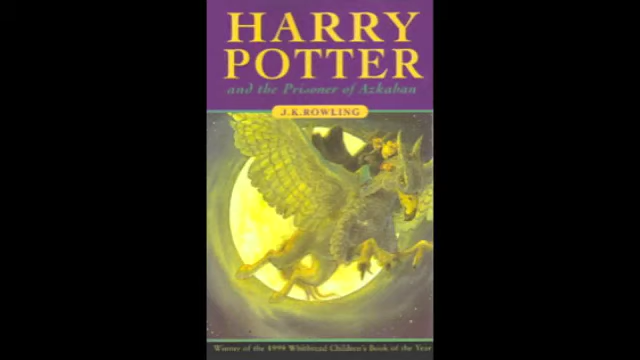 HARRY
POTTER
and the Prisoner of Azkaban
J.K.ROWLING
Winner of the 1999 Whitbread Children's Book of the Year